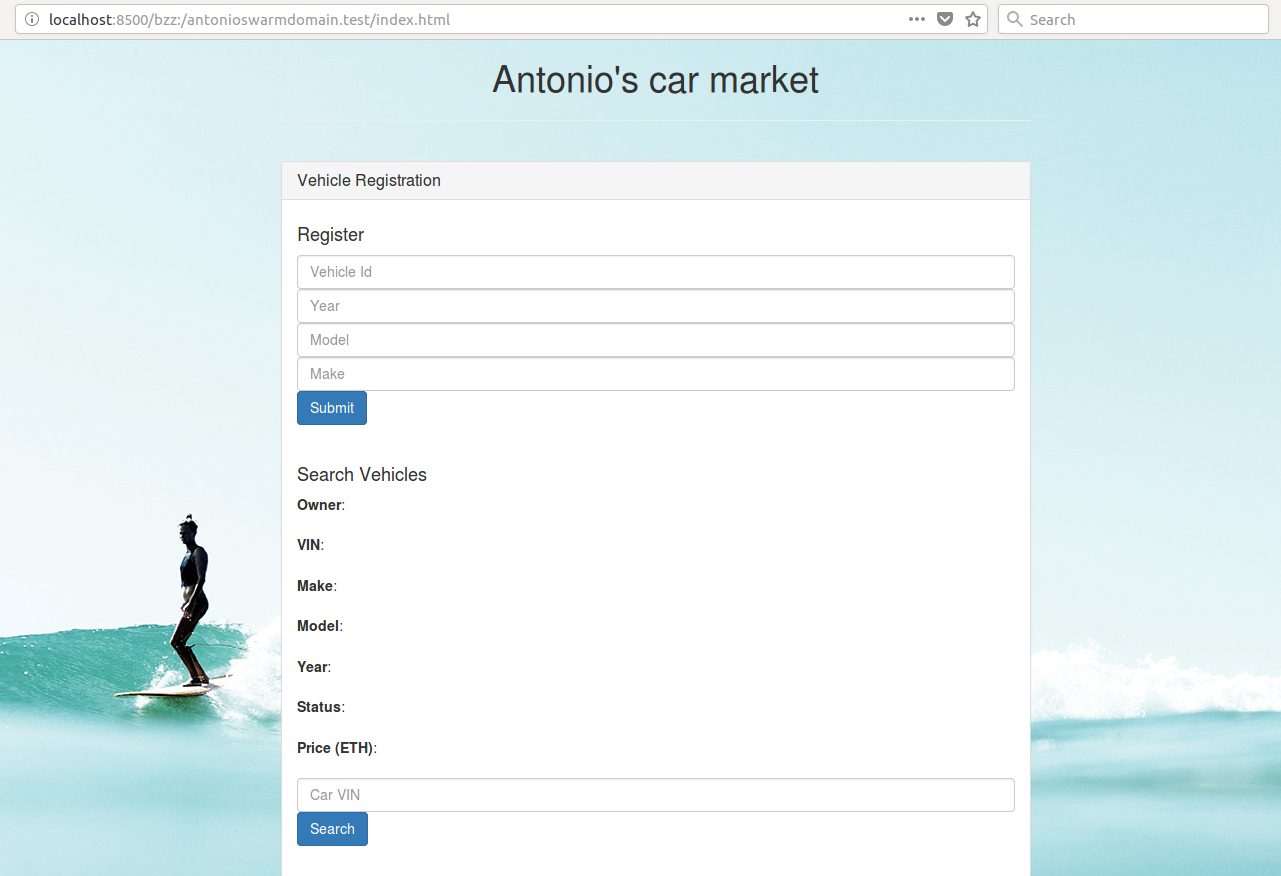 localhost:8500/bzz:/antonioswarmdomain.test/index.html
Search
Antonio's car market
Vehicle Registration
Register
Vehicle Id
Year
Model
Make
Submit
Search Vehicles
Owner:
VIN:
Make:
Model:
Year:
Status:
Price (ETH):
Car VIN
Search